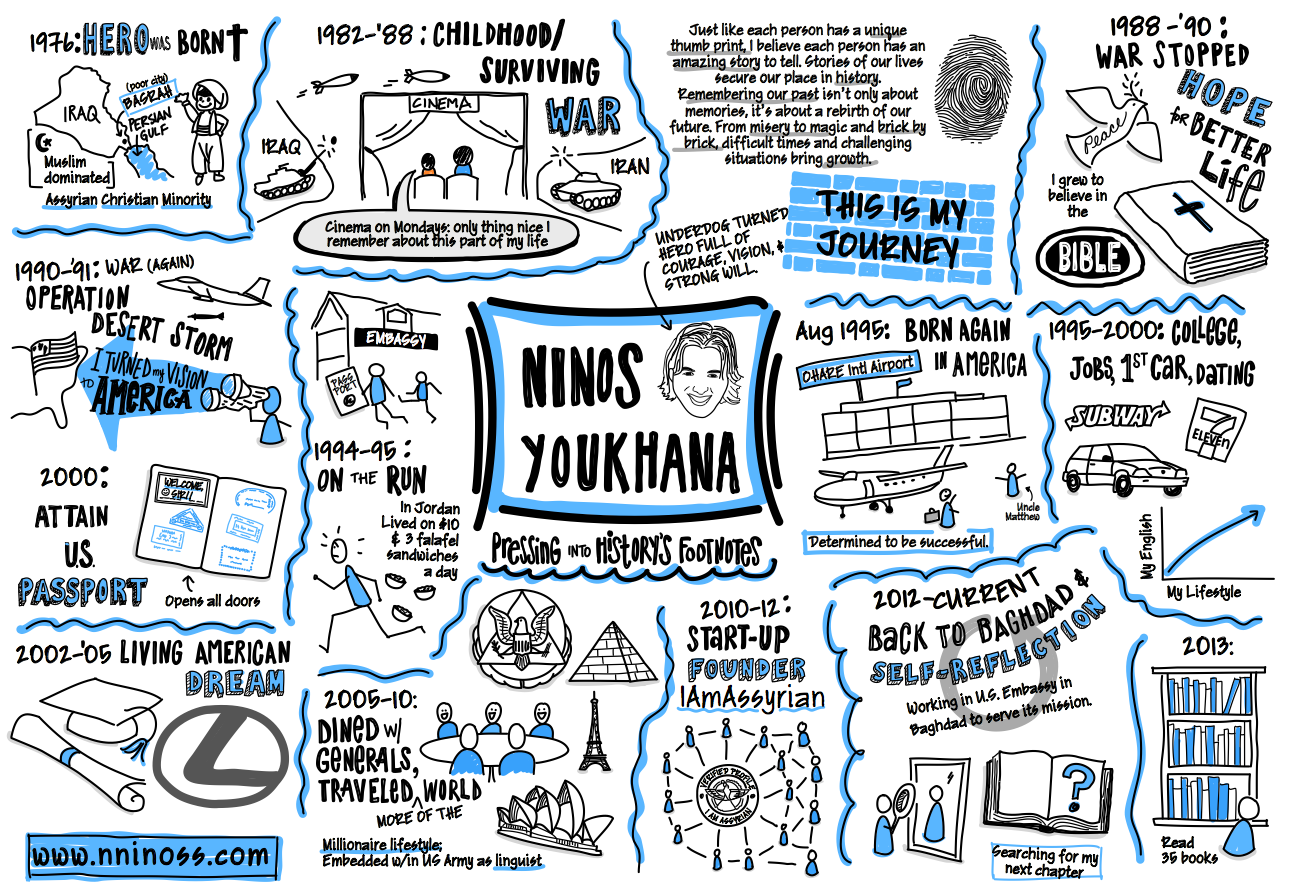 1976: HERO WAS BORN
IRAQ
(poor city)
BASRAH
PERSIAN
GULF
Muslim
dominated
Assyrian Christian Minority
1982-'88: CHILDHOOD/
SURVIVING
WAR
CINEMA
IRAQ
IRAN
Cinema on Mondays: only thing nice I
remember about this part of my life
Just like each person has a unique
thumb print, I believe each person has an
amazing story to tell. Stories of our lives
secure our place in history.
Remembering our past isn't only about
memories, it's about a rebirth of our
future. From misery to magic and brick by
brick, difficult times and challenging
situations bring growth.
THIS IS MY
JOURNEY
UNDERDOG TURNED
HERO FULL OF
COURAGE, VISION, &
STRONG WILL.
1988-'90:
WAR STOPPED
HOPE
for BETTER
Life
Peace
I grew to
believe in
the
BIBLE
1990-'91: WAR (AGAIN)
OPERATION
DESERT STORM
I TURNED my VISION
to AMERICA
EMBASSY
PASS
PORT
1994-95:
ON THE RUN
In Jordan
Lived on $10
& 3 falafel
sandwiches
a day
NINOS
YOUKHANA
PRESSING INTO HISTORY'S FOOTNOTES
Aug 1995: BORN AGAIN
IN AMERICA
OHARE Intl Airport
Uncle
Matthew
Determined to be successful.
1995-2000: COLLEGE,
JOBS, 1ST CAR, DATING
SUBWAY
7
ELEVEN
My English
My Lifestyle
2000:
ATTAIN
U.S.
PASSPORT
WELCOME,
SIR!!
Opens all doors
2002-'05 LIVING AMERICAN
DREAM
www.nninoss.com
2005-10:
DINED W/
GENERALS,
TRAVELED, WORLD
MORE OF THE
Millionaire lifestyle;
Embedded w/in US Army as linguist
2010-12:
START-UP
FOUNDER
IAmAssyrian
VERIFIED PEOPLE
I AM ASSYRIAN
2012-CURRENT
BACK TO BAGHDAD &
SELF-REFLECTION
Working in U.S. Embassy in
Baghdad to serve its mission.
?
Searching for my
next chapter
2013:
Read
35 books